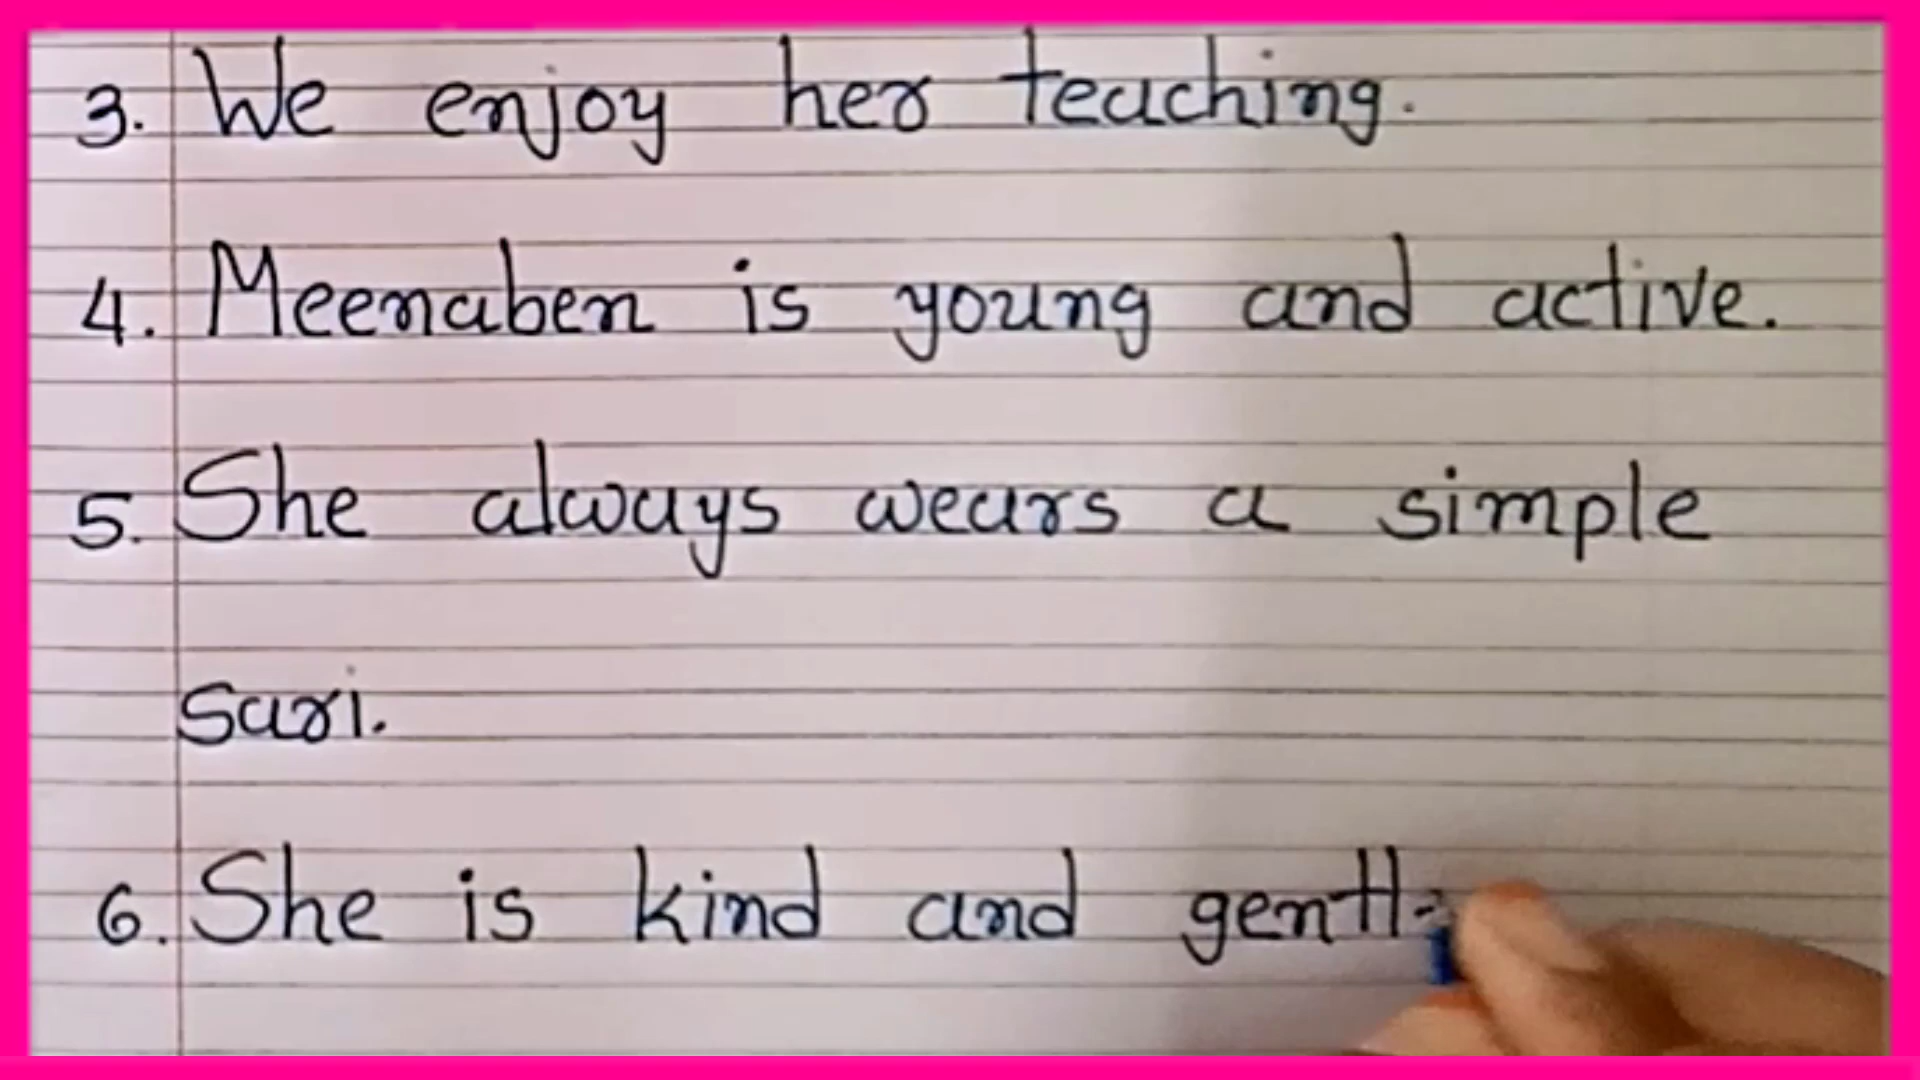 3. We enjoy her teaching.
4. Meenaben is young and active.
5. She always wears a simple
Sari.
6. She is kind and gentl